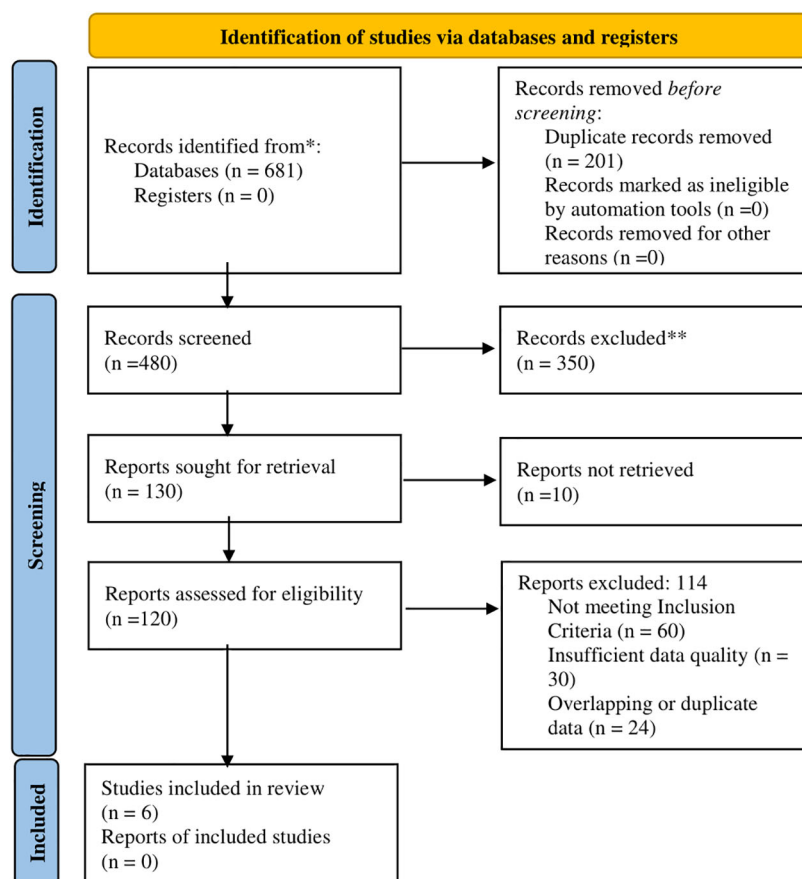 Identification of studies via databases and registers
Identification
Records identified from*:
Databases (n = 681)
Registers (n = 0)
Records removed before
screening:
Duplicate records removed
(n = 201)
Records marked as ineligible
by automation tools (n =0)
Records removed for other
reasons (n =0)
Screening
Records screened
(n =480)
Records excluded**
(n = 350)
Reports sought for retrieval
(n = 130)
Reports not retrieved
(n =10)
Reports assessed for eligibility
(n =120)
Reports excluded: 114
Not meeting Inclusion
Criteria (n = 60)
Insufficient data quality (n =
30)
Overlapping or duplicate
data (n = 24)
Included
Studies included in review
(n = 6)
Reports of included studies
(n = 0)